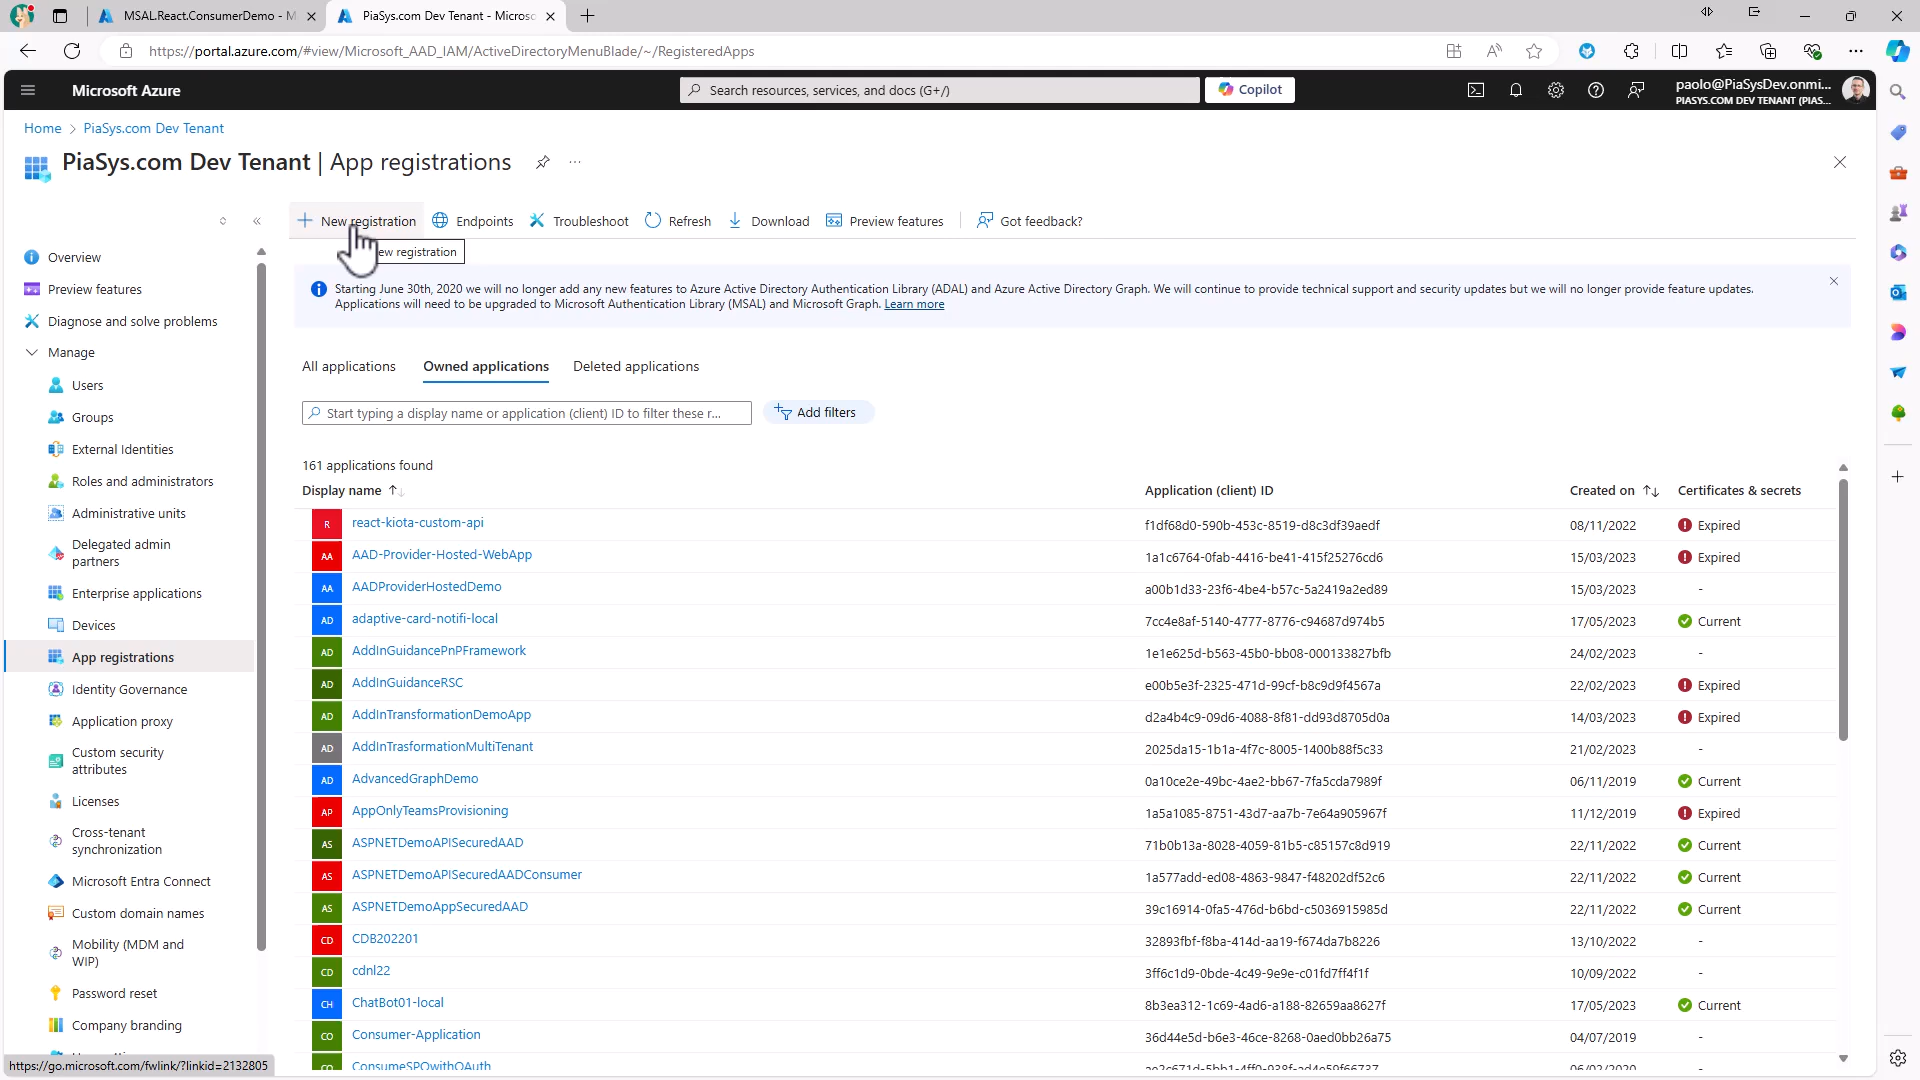 MSAL.React.ConsumerDemo - M
PiaSys.com Dev Tenant - Microso
https://portal.azure.com/#view/Microsoft_AAD_IAM/ActiveDirectoryMenuBlade/~/RegisteredApps
Microsoft Azure
Search resources, services, and docs (G+/)
Copilot
paolo@PiaSysDev.onmi...
PIASYS.COM DEV TENANT (PIAS...
Home > PiaSys.com Dev Tenant
PiaSys.com Dev Tenant | App registrations
New registration
Endpoints
Troubleshoot
Refresh
Download
Preview features
Got feedback?
ew registration
Overview
Preview features
Diagnose and solve problems
Manage
Users
Groups
External Identities
Roles and administrators
Administrative units
Delegated admin
partners
Enterprise applications
Devices
App registrations
Identity Governance
Application proxy
Custom security
attributes
Licenses
Cross-tenant
synchronization
Microsoft Entra Connect
Custom domain names
Mobility (MDM and
WIP)
Password reset
Company branding
https://go.microsoft.com/fwlink/?linkid=2132805
Starting June 30th, 2020 we will no longer add any new features to Azure Active Directory Authentication Library (ADAL) and Azure Active Directory Graph. We will continue to provide technical support and security updates but we will no longer provide feature updates.
Applications will need to be upgraded to Microsoft Authentication Library (MSAL) and Microsoft Graph. Learn more
All applications Owned applications Deleted applications
Start typing a display name or application (client) ID to filter these r...
Add filters
161 applications found
Display name Application (client) ID Created on Certificates & secrets
R react-kiota-custom-api f1df68d0-590b-453c-8519-d8c3df39aedf 08/11/2022 Expired
AA AAD-Provider-Hosted-WebApp 1a1c6764-0fab-4416-be41-415f25276cd6 15/03/2023 Expired
AA AADProviderHostedDemo a00b1d33-23f6-4be4-b57c-5a2419a2ed89 15/03/2023 -
AD adaptive-card-notifi-local 7cc4e8af-5140-4777-8776-c94687d974b5 17/05/2023 Current
AD AddInGuidancePnPFramework 1e1e625d-b563-45b0-bb08-000133827bfb 24/02/2023 -
AD AddInGuidanceRSC e00b5e3f-2325-471d-99cf-b8c9d9f4567a 22/02/2023 Expired
AD AddInTransformationDemoApp d2a4b4c9-09d6-4088-8f81-dd93d8705d0a 14/03/2023 Expired
AD AddInTrasformationMultiTenant 2025da15-1b1a-4f7c-8005-1400b88f5c33 21/02/2023 -
AD AdvancedGraphDemo 0a10ce2e-49bc-4ae2-bb67-7fa5cda7989f 06/11/2019 Current
AP AppOnlyTeamsProvisioning 1a5a1085-8751-43d7-aa7b-7e64a905967f 11/12/2019 Expired
AS ASPNETDemoAPISecuredAAD 71b0b13a-8028-4059-81b5-c85157c8d919 22/11/2022 Current
AS ASPNETDemoAPISecuredAADConsumer 1a577add-ed08-4863-9847-f48202df52c6 22/11/2022 Current
AS ASPNETDemoAppSecuredAAD 39c16914-0fa5-476d-b6bd-c5036915985d 22/11/2022 Current
CD CDB202201 32893fbf-f8ba-414d-aa19-f674da7b8226 13/10/2022 -
CD cdnl22 3ff6c1d9-0bde-4c49-9e9e-c01fd7ff4f1f 10/09/2022 -
CH ChatBot01-local 8b3ea312-1c69-4ad6-a188-82659aa8627f 17/05/2023 Current
CO Consumer-Application 36d44e5d-b6e3-46ce-8268-0aed0bb26a75 04/07/2019 -
CO ConsumeSPOwithOAuth